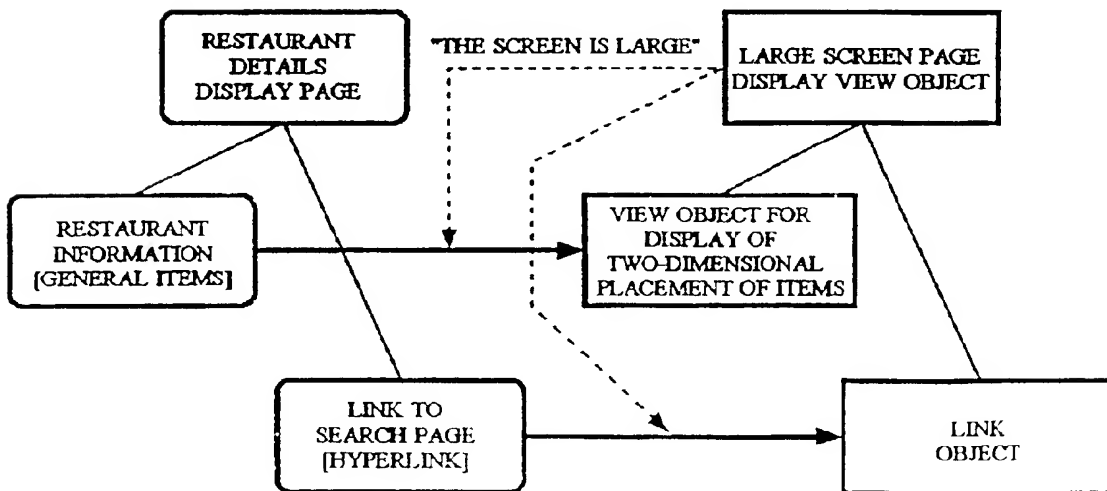 RESTAURANT
DETAILS
DISPLAY PAGE
"THE SCREEN IS LARGE"
LARGE SCREEN PAGE
DISPLAY VIEW OBJECT
RESTAURANT
INFORMATION
[GENERAL ITEMS]
VIEW OBJECT FOR
DISPLAY OF
TWO-DIMENSIONAL
PLACEMENT OF ITEMS
LINK TO
SEARCH PAGE
[HYPERLINK]
LINK
OBJECT